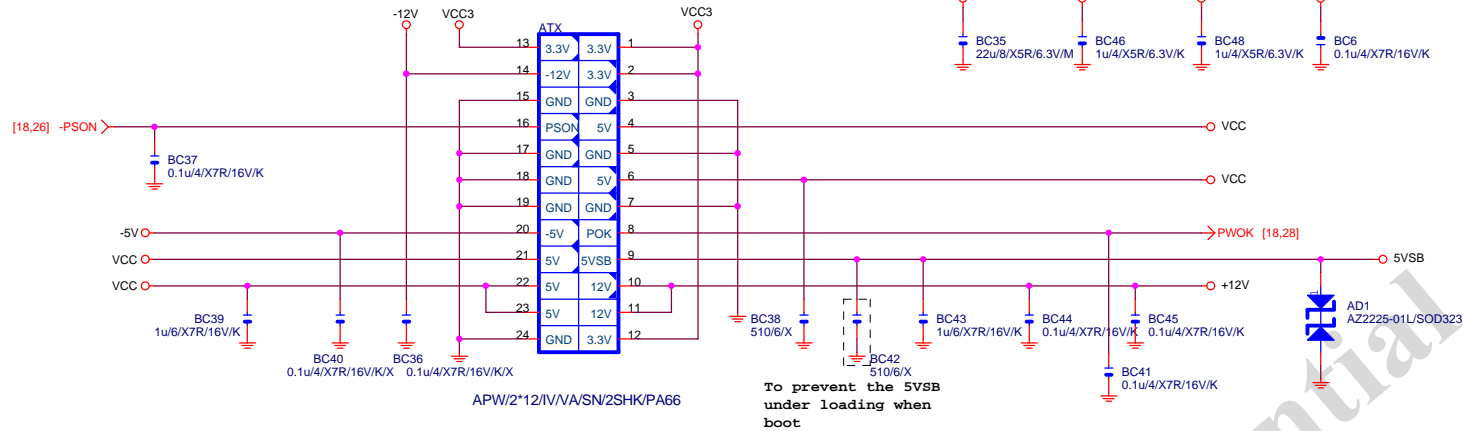 -12V
VCC3
VCC3
ATX
BC35
22u/8/X5R/6.3V/M
BC46
1u/4/X5R/6.3V/K
BC48
1u/4/X5R/6.3V/K
BC6
0.1u/4/X7R/16V/K
13 3.3V 3.3V 1
14 -12V 3.3V 2
15 GND GND 3
[18,26] -PSON 16 PSON 5V 4 VCC
17 GND GND 5
18 GND 5V 6 VCC
19 GND GND 7
-5V 20 -5V POK 8 PWOK [18,28]
VCC 21 5V 5VSB 9 5VSB
VCC 22 5V 12V 10 +12V
23 5V 12V 11
24 GND 3.3V 12
BC37
0.1u/4/X7R/16V/K
BC39
1u/6/X7R/16V/K
BC40
0.1u/4/X7R/16V/K/X
BC36
0.1u/4/X7R/16V/K/X
BC38
510/6/X
BC42
510/6/X
BC43
1u/6/X7R/16V/K
BC44
0.1u/4/X7R/16V/K
BC45
0.1u/4/X7R/16V/K
1
AD1
AZ2225-01L/SOD323
BC41
0.1u/4/X7R/16V/K
APW/2*12/IV/VA/SN/2SHK/PA66
To prevent the 5VSB
under loading when
boot
ntial